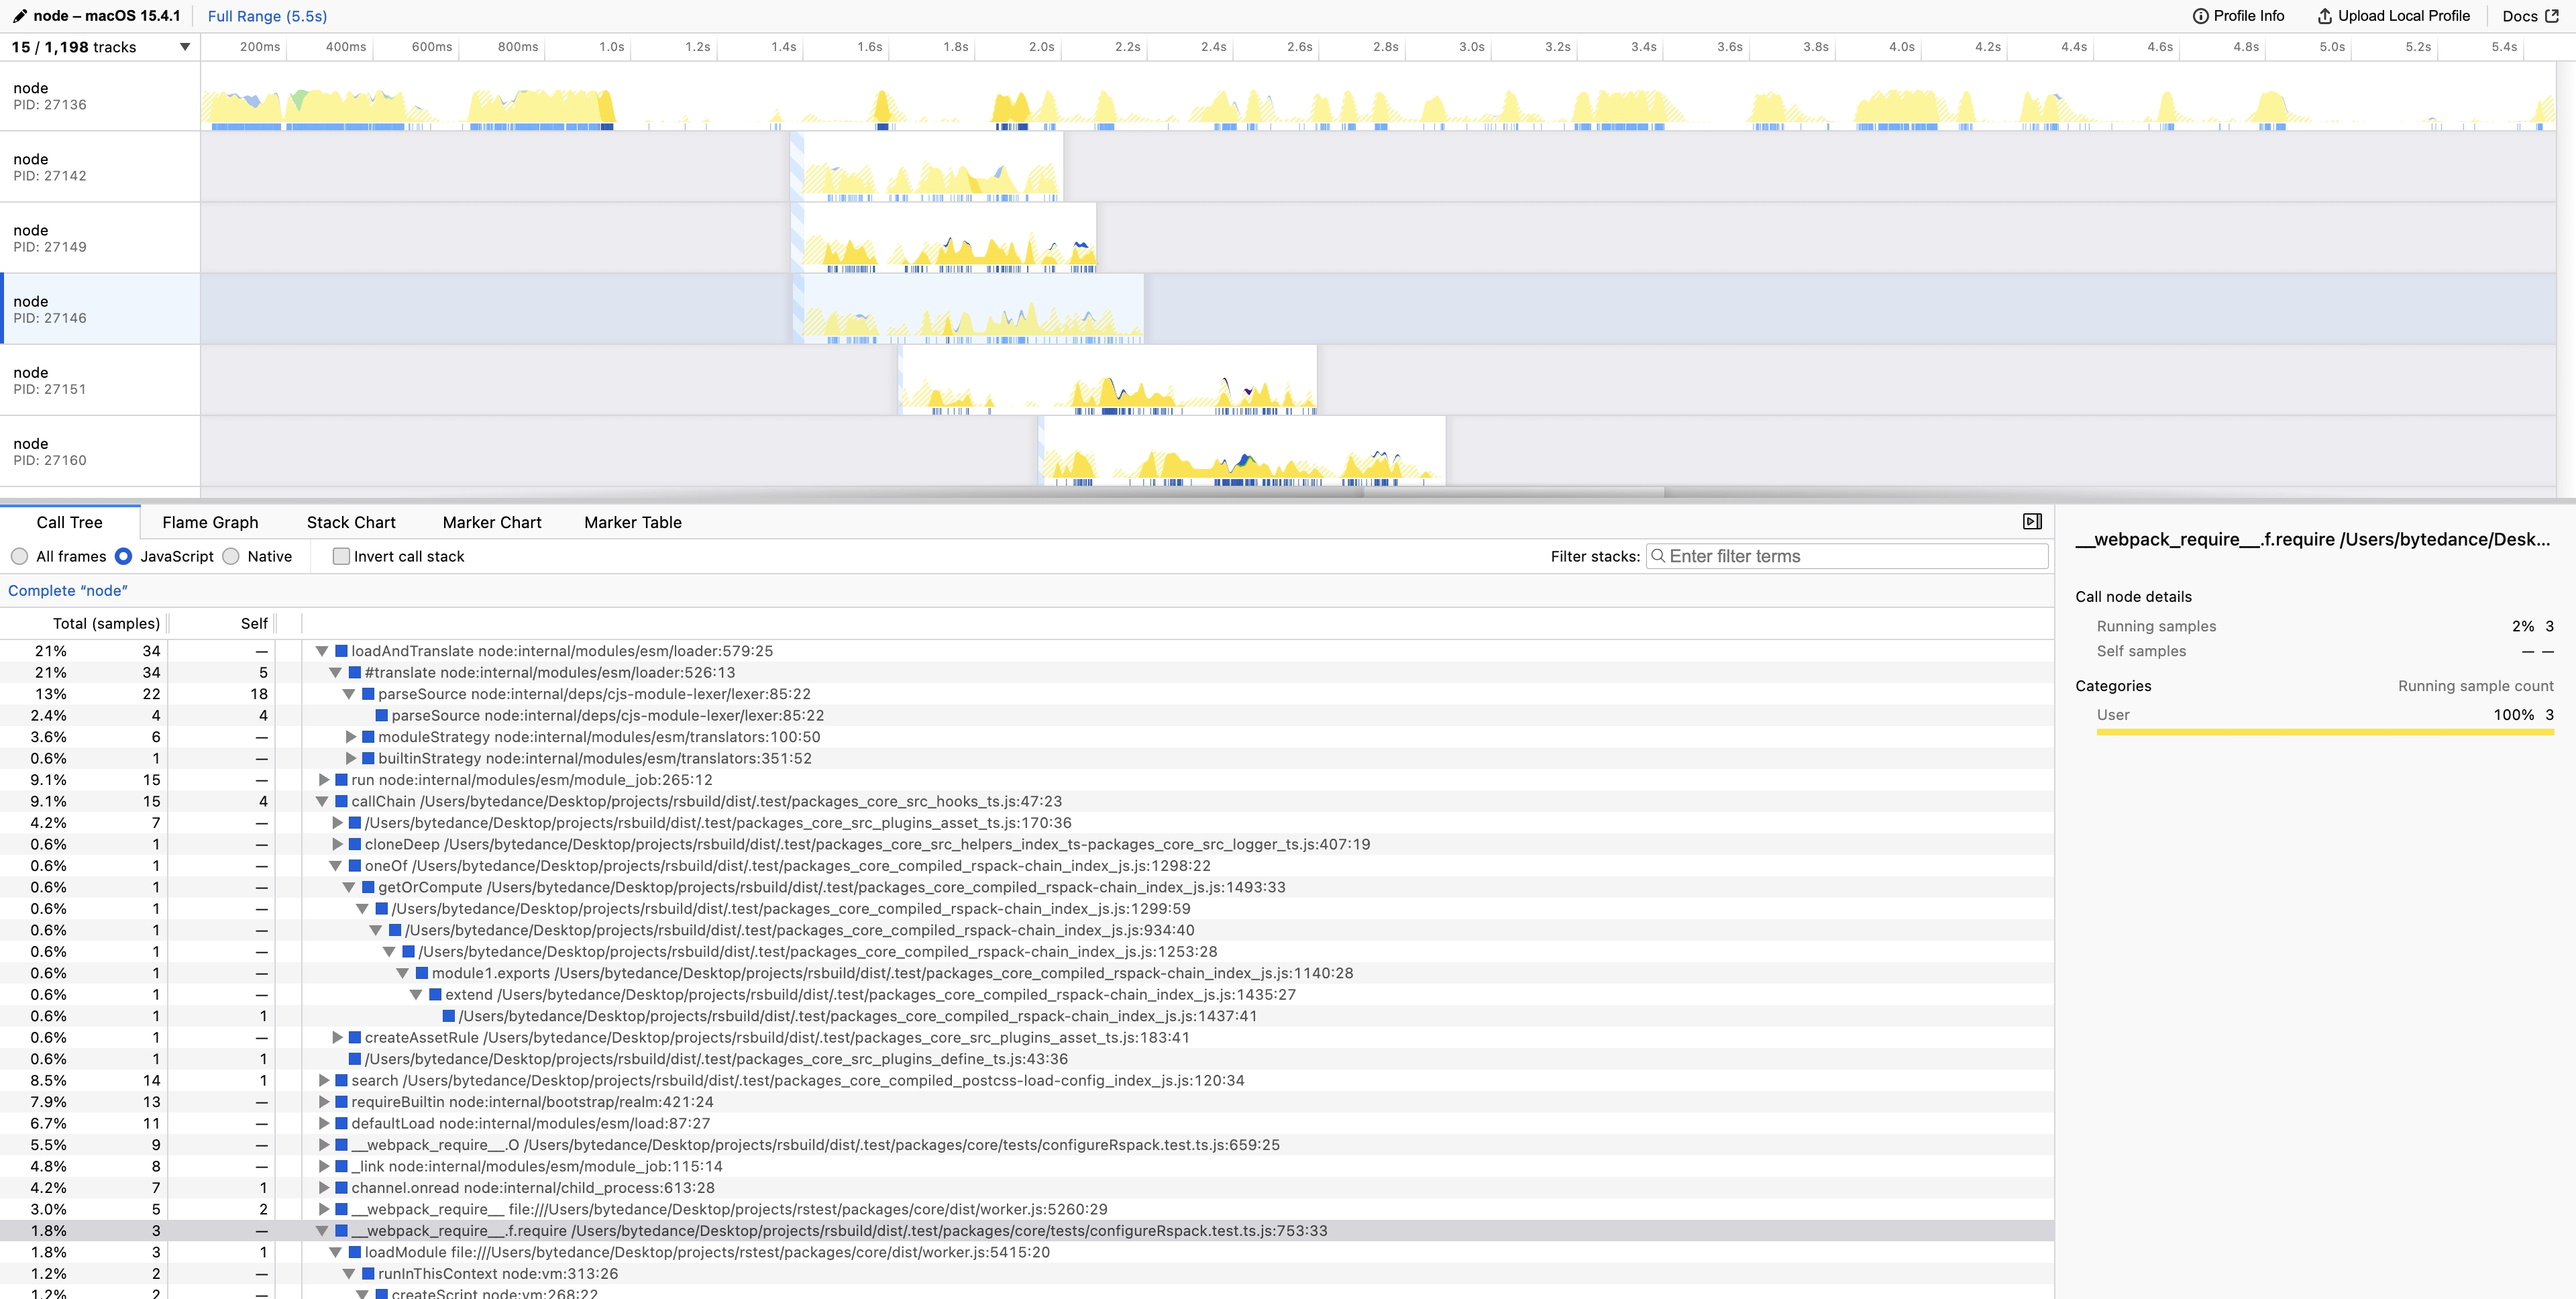 node – macOS 15.4.1 Full Range (5.5s) Profile Info Upload Local Profile Docs
15 / 1,198 tracks 200ms 400ms 600ms 800ms 1.0s 1.2s 1.4s 1.6s 1.8s 2.0s 2.2s 2.4s 2.6s 2.8s 3.0s 3.2s 3.4s 3.6s 3.8s 4.0s 4.2s 4.4s 4.6s 4.8s 5.0s 5.2s 5.4s
node
PID: 27136
node
PID: 27142
node
PID: 27149
node
PID: 27146
node
PID: 27151
node
PID: 27160
Call Tree Flame Graph Stack Chart Marker Chart Marker Table
All frames JavaScript Native Invert call stack Filter stacks: Enter filter terms
Complete “node”
Total (samples) Self
21% 34 — loadAndTranslate node:internal/modules/esm/loader:579:25
21% 34 5 #translate node:internal/modules/esm/loader:526:13
13% 22 18 parseSource node:internal/deps/cjs-module-lexer/lexer:85:22
2.4% 4 4 parseSource node:internal/deps/cjs-module-lexer/lexer:85:22
3.6% 6 — moduleStrategy node:internal/modules/esm/translators:100:50
0.6% 1 — builtinStrategy node:internal/modules/esm/translators:351:52
9.1% 15 — run node:internal/modules/esm/module_job:265:12
9.1% 15 4 callChain /Users/bytedance/Desktop/projects/rsbuild/dist/.test/packages_core_src_hooks_ts.js:47:23
4.2% 7 — /Users/bytedance/Desktop/projects/rsbuild/dist/.test/packages_core_src_plugins_asset_ts.js:170:36
0.6% 1 — cloneDeep /Users/bytedance/Desktop/projects/rsbuild/dist/.test/packages_core_src_helpers_index_ts-packages_core_src_logger_ts.js:407:19
0.6% 1 — oneOf /Users/bytedance/Desktop/projects/rsbuild/dist/.test/packages_core_compiled_rspack-chain_index_js.js:1298:22
0.6% 1 — getOrCompute /Users/bytedance/Desktop/projects/rsbuild/dist/.test/packages_core_compiled_rspack-chain_index_js.js:1493:33
0.6% 1 — /Users/bytedance/Desktop/projects/rsbuild/dist/.test/packages_core_compiled_rspack-chain_index_js.js:1299:59
0.6% 1 — /Users/bytedance/Desktop/projects/rsbuild/dist/.test/packages_core_compiled_rspack-chain_index_js.js:934:40
0.6% 1 — /Users/bytedance/Desktop/projects/rsbuild/dist/.test/packages_core_compiled_rspack-chain_index_js.js:1253:28
0.6% 1 — module1.exports /Users/bytedance/Desktop/projects/rsbuild/dist/.test/packages_core_compiled_rspack-chain_index_js.js:1140:28
0.6% 1 — extend /Users/bytedance/Desktop/projects/rsbuild/dist/.test/packages_core_compiled_rspack-chain_index_js.js:1435:27
0.6% 1 1 /Users/bytedance/Desktop/projects/rsbuild/dist/.test/packages_core_compiled_rspack-chain_index_js.js:1437:41
0.6% 1 — createAssetRule /Users/bytedance/Desktop/projects/rsbuild/dist/.test/packages_core_src_plugins_asset_ts.js:183:41
0.6% 1 1 /Users/bytedance/Desktop/projects/rsbuild/dist/.test/packages_core_src_plugins_define_ts.js:43:36
8.5% 14 1 search /Users/bytedance/Desktop/projects/rsbuild/dist/.test/packages_core_compiled_postcss-load-config_index_js.js:120:34
7.9% 13 — requireBuiltin node:internal/bootstrap/realm:421:24
6.7% 11 — defaultLoad node:internal/modules/esm/load:87:27
5.5% 9 — __webpack_require__.O /Users/bytedance/Desktop/projects/rsbuild/dist/.test/packages/core/tests/configureRspack.test.ts.js:659:25
4.8% 8 — _link node:internal/modules/esm/module_job:115:14
4.2% 7 1 channel.onread node:internal/child_process:613:28
3.0% 5 2 __webpack_require__ file:///Users/bytedance/Desktop/projects/rstest/packages/core/dist/worker.js:5260:29
1.8% 3 — __webpack_require__.f.require /Users/bytedance/Desktop/projects/rsbuild/dist/.test/packages/core/tests/configureRspack.test.ts.js:753:33
1.8% 3 1 loadModule file:///Users/bytedance/Desktop/projects/rstest/packages/core/dist/worker.js:5415:20
1.2% 2 — runInThisContext node:vm:313:26
1.2% 2 — createScript node:vm:268:22
__webpack_require__.f.require /Users/bytedance/Desk...
Call node details
Running samples 2% 3
Self samples — —
Categories Running sample count
User 100% 3